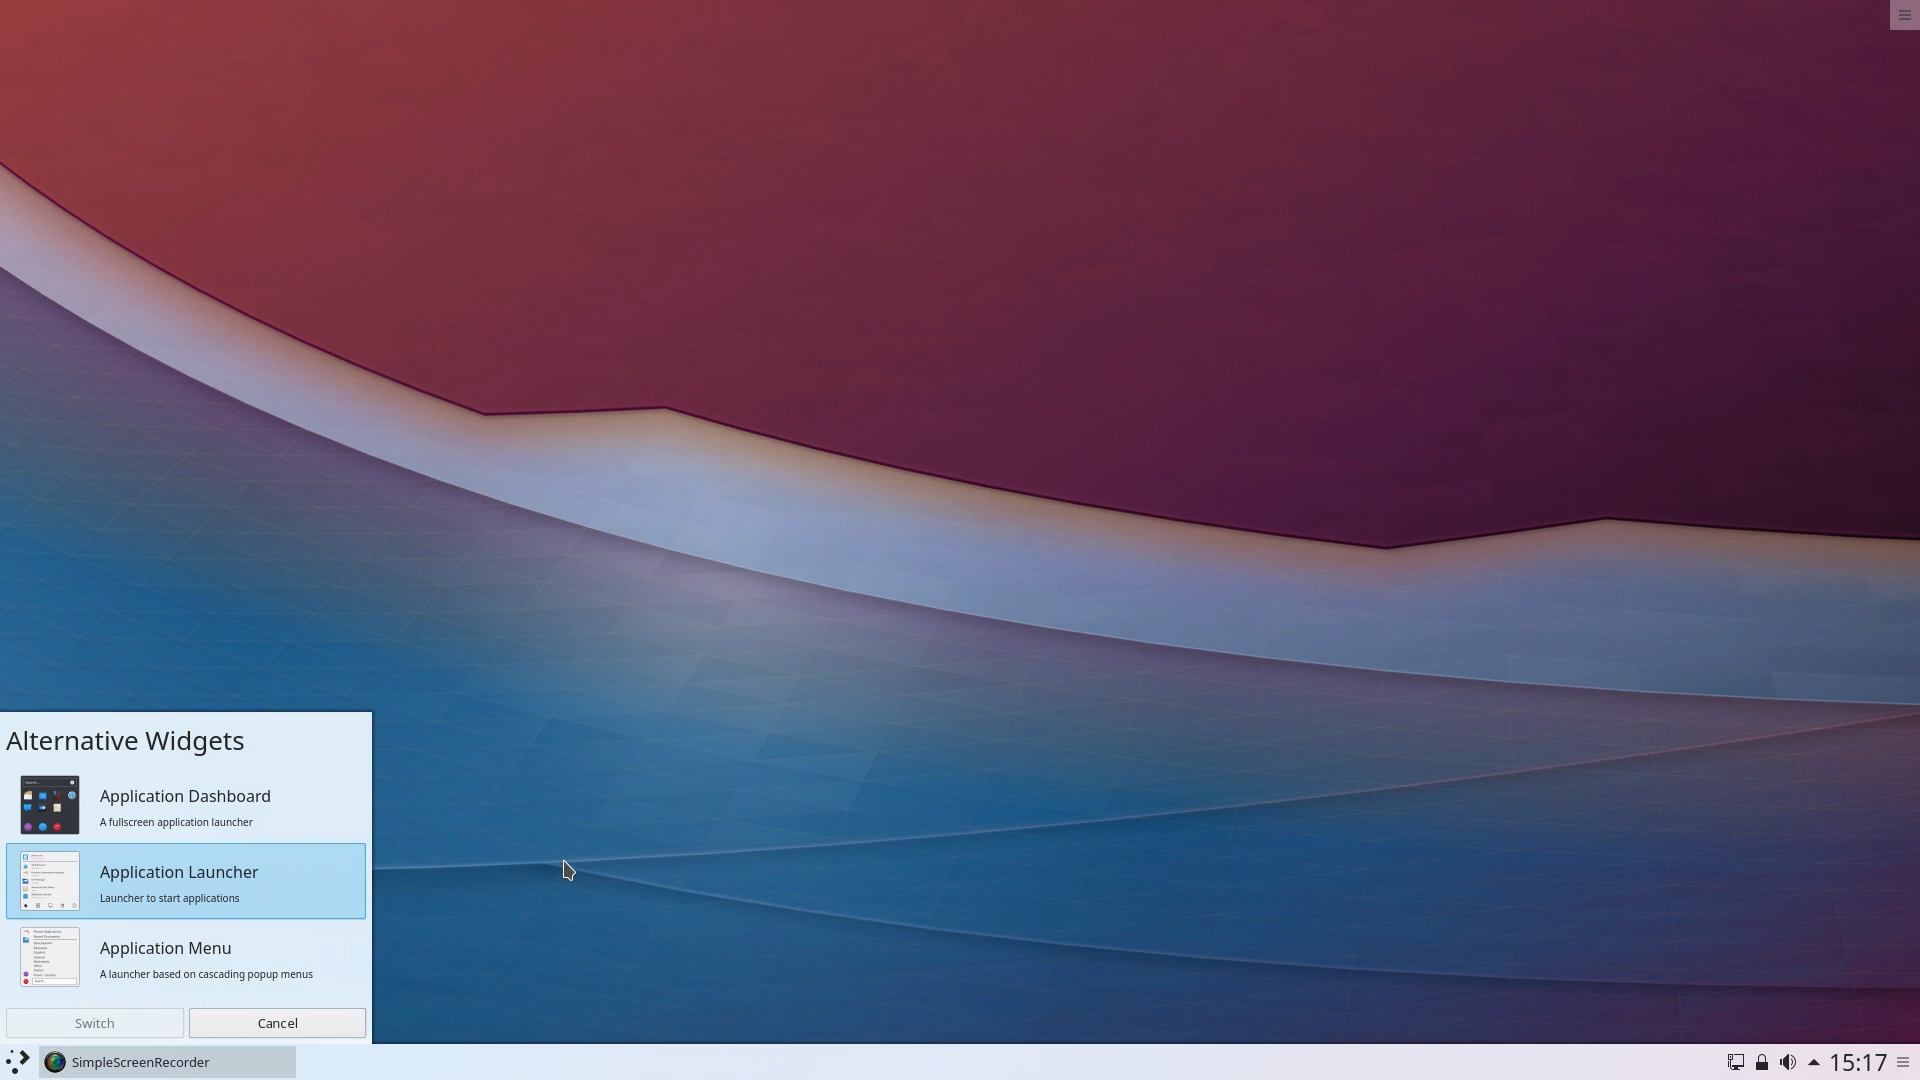 Alternative Widgets
Application Dashboard
A fullscreen application launcher
Application Launcher
Launcher to start applications
Application Menu
A launcher based on cascading popup menus
Switch
Cancel
SimpleScreenRecorder
15:17